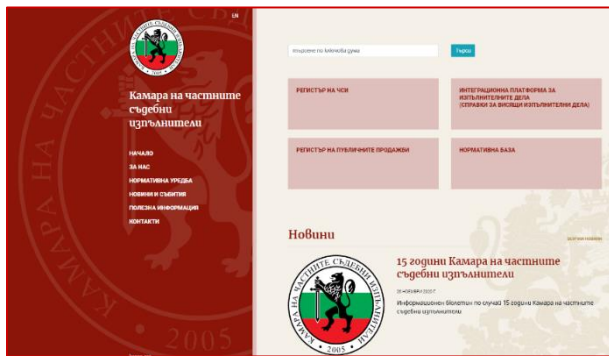 EN
Камара на частните
съдебни
изпълнители
НАЧАЛО
ЗА НАС
НОРМАТИВНА УРЕДБА
НОВИНИ И СЪБИТИЯ
ПОЛЕЗНА ИНФОРМАЦИЯ
КОНТАКТИ
търсене по ключова дума
Търси
РЕГИСТЪР НА ЧСИ
ИНТЕГРАЦИОННА ПЛАТФОРМА ЗА
ИЗПЪЛНИТЕЛНИТЕ ДЕЛА
(СПРАВКИ ЗА ВИСЯЩИ ИЗПЪЛНИТЕЛНИ ДЕЛА)
РЕГИСТЪР НА ПУБЛИЧНИТЕ ПРОДАЖБИ
НОРМАТИВНА БАЗА
Новини
КАМАРА НА ЧАСТНИТЕ СЪДЕБНИ ИЗПЪЛНИТЕЛИ
• 2005 •
15 години Камара на частните
съдебни изпълнители
Информационен бюлетин по случай 15 години Камара на частните
съдебни изпълнители
КАМАРА НА ЧАСТНИТЕ
2005